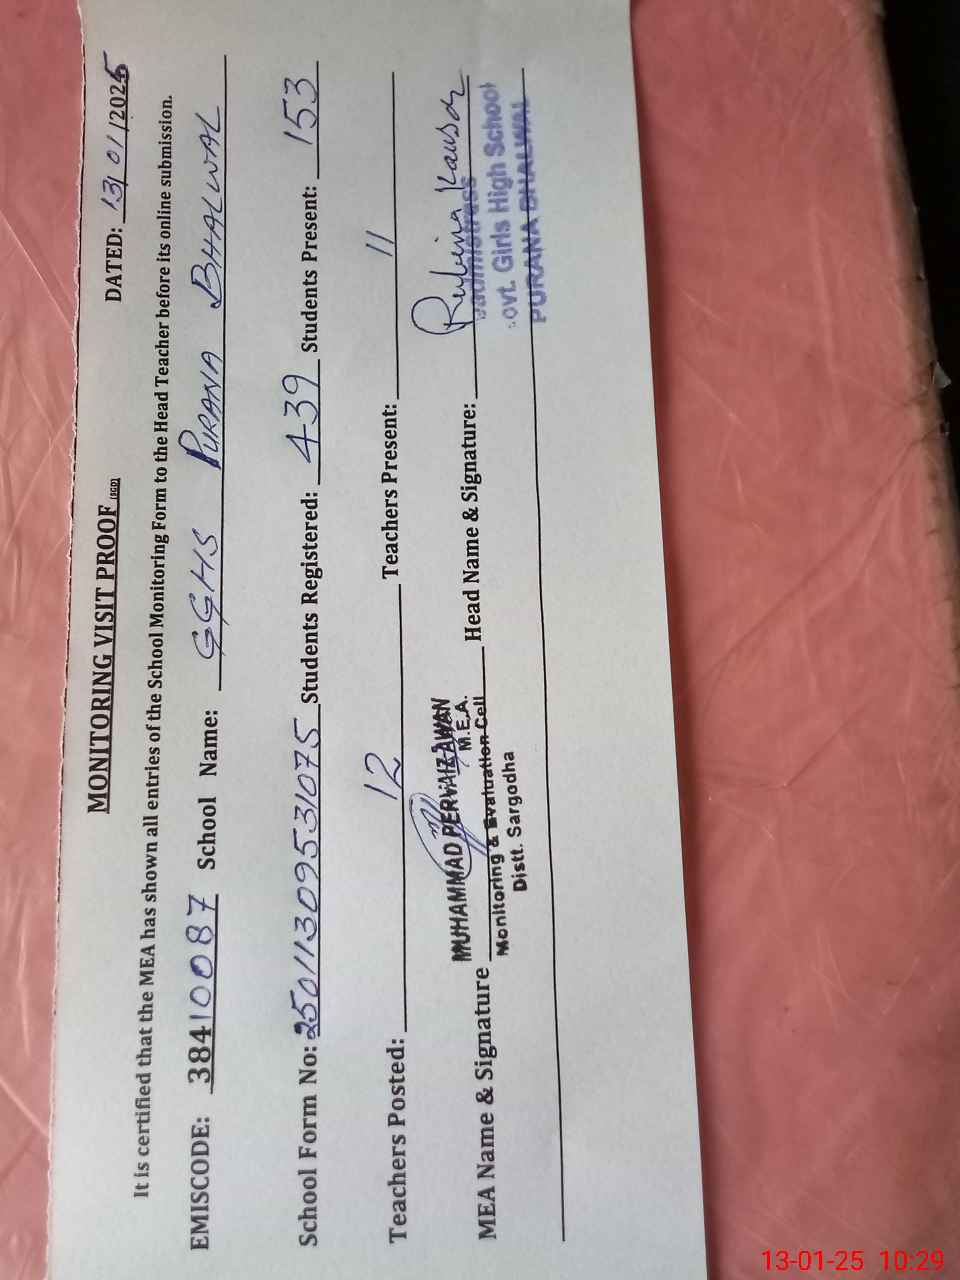 MONITORING VISIT PROOF (SGD)
DATED: 13/01/2025
It is certified that the MEA has shown all entries of the School Monitoring Form to the Head Teacher before its online submission.
EMISCODE: 38410087 School Name: GGHS PURANA BHALWAL
School Form No: 25011309531075 Students Registered: 439 Students Present: 153
Teachers Posted: 12 Teachers Present: 11
MEA Name & Signature Head Name & Signature: Rubina Kausar
MUHAMMAD PERVAIZ AWAN
M.E.A.
Monitoring & Evaluation Cell
Distt. Sargodha
ovt. Girls High School
PURANA BHALWAL
13-01-25 10:29